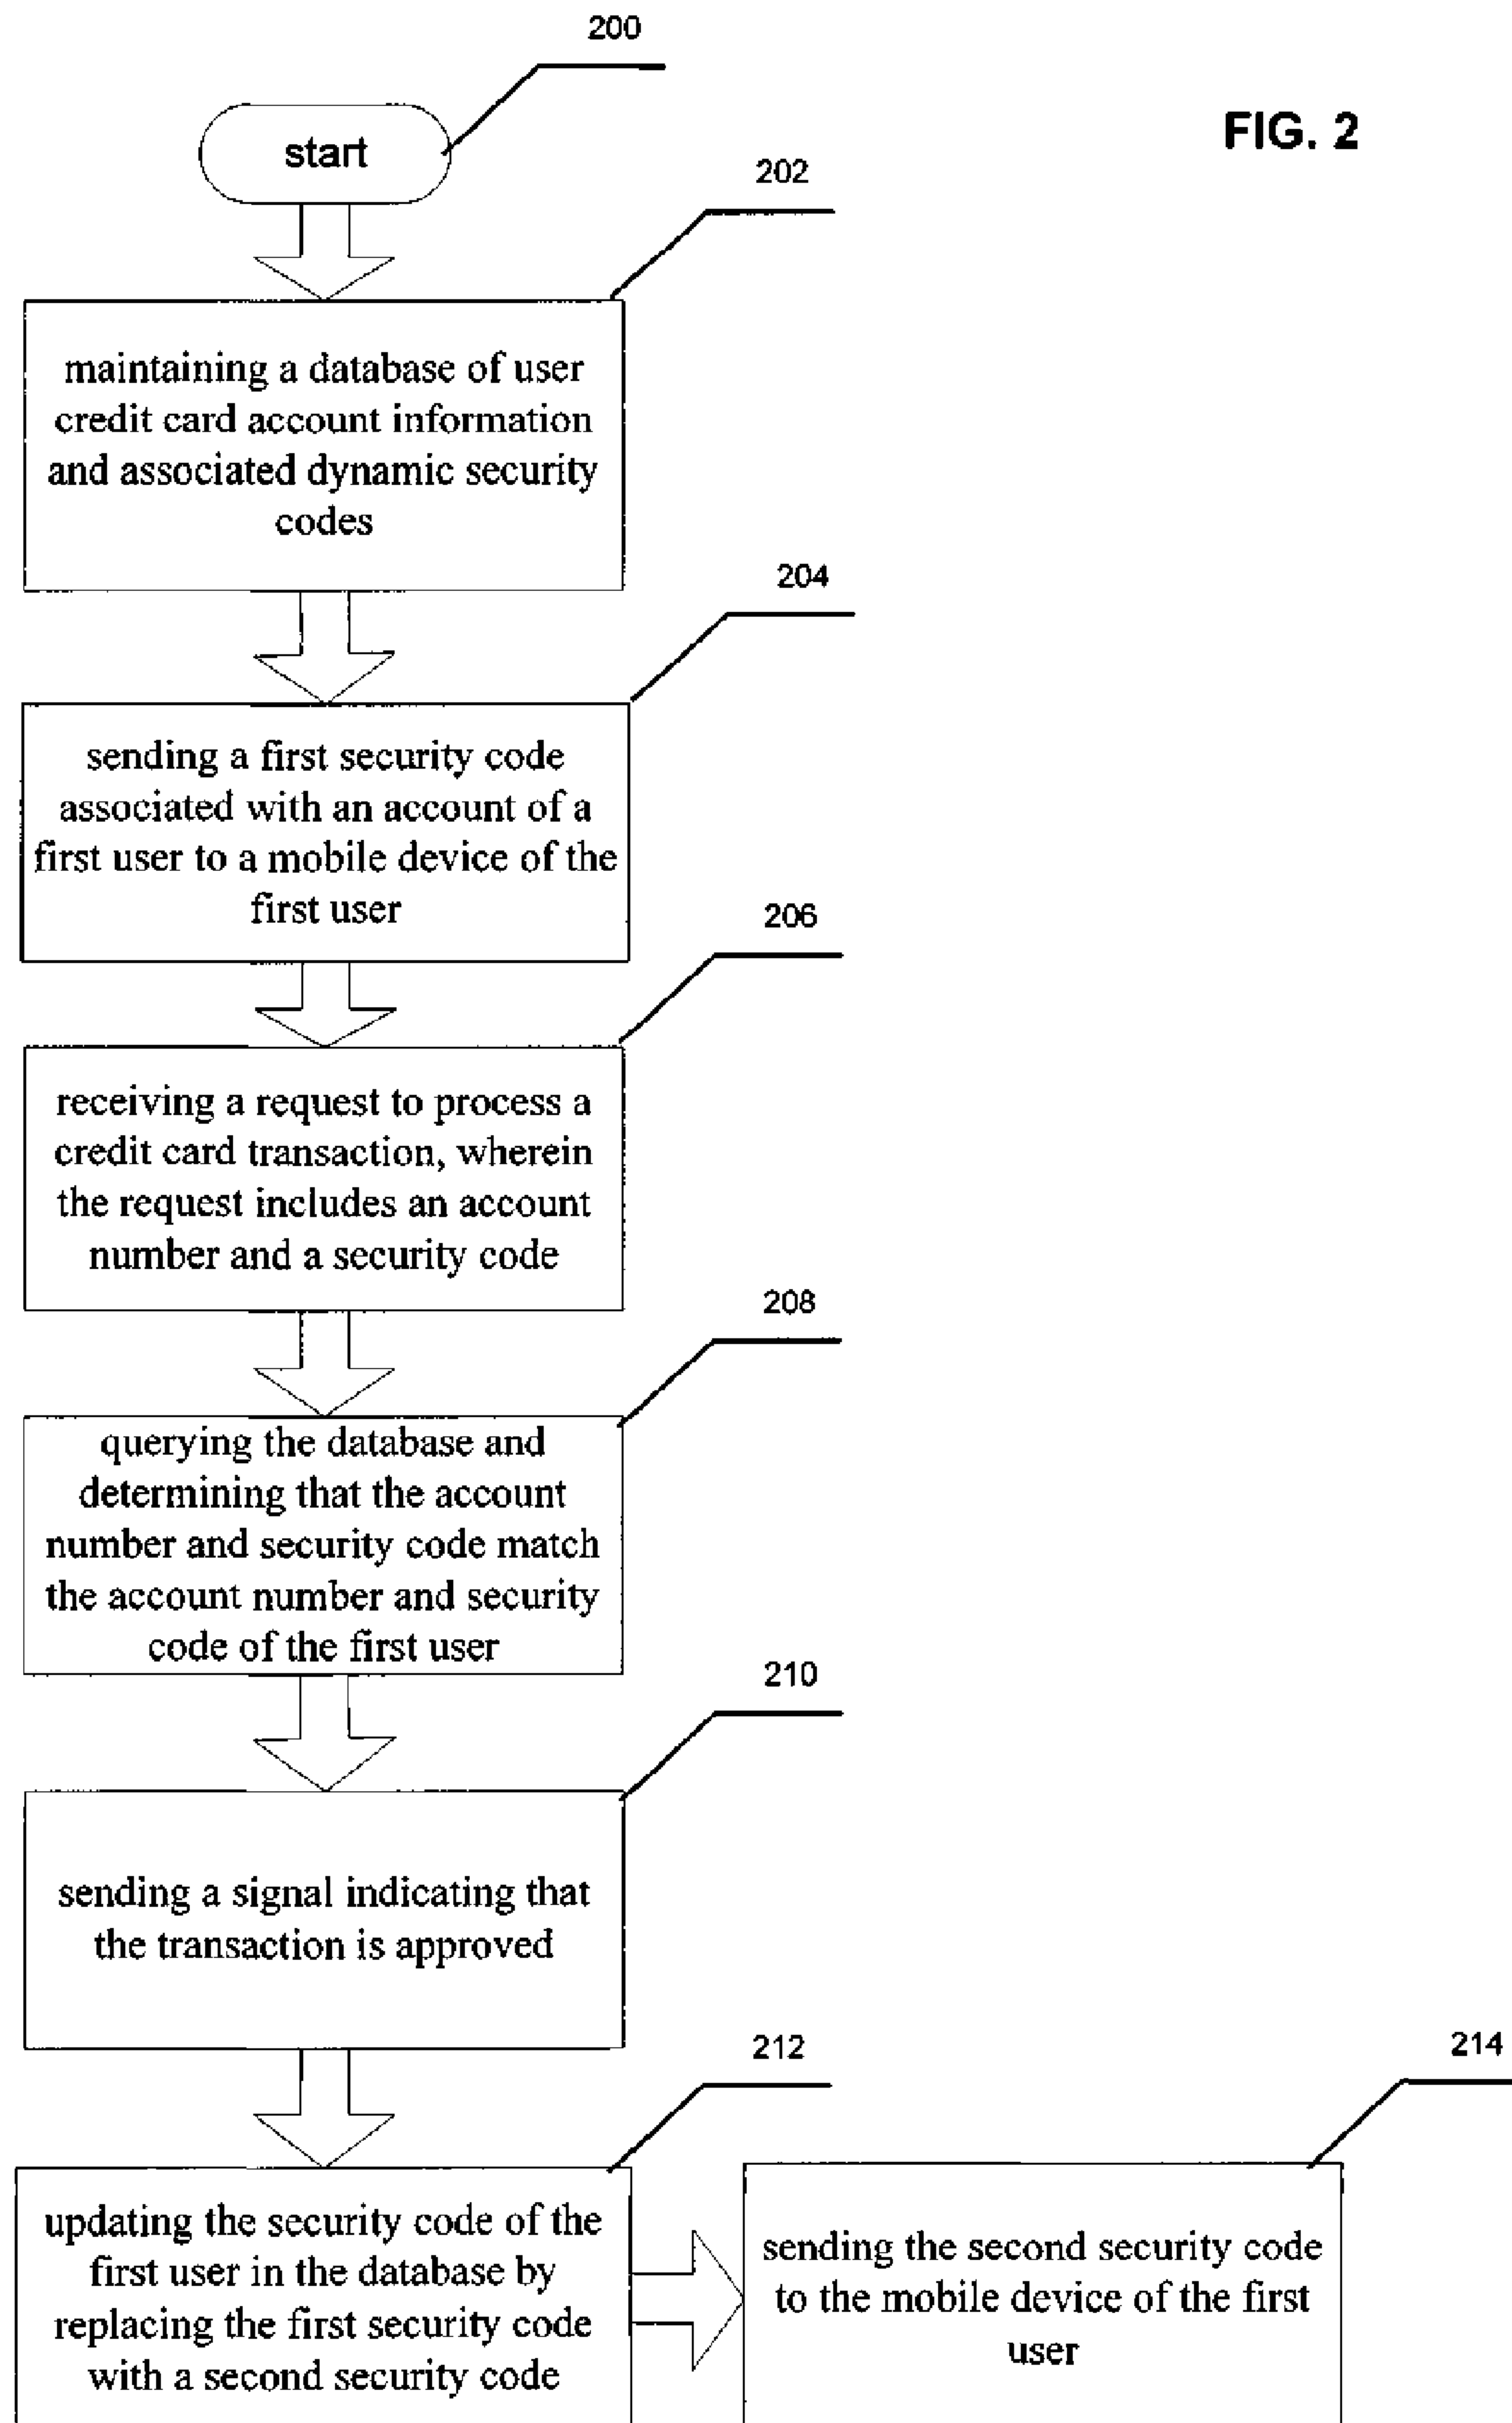 200
start
FIG. 2
202
maintaining a database of user
credit card account information
and associated dynamic security
codes
204
sending a first security code
associated with an account of a
first user to a mobile device of the
first user
206
receiving a request to process a
credit card transaction, wherein
the request includes an account
number and a security code
208
querying the database and
determining that the account
number and security code match
the account number and security
code of the first user
210
sending a signal indicating that
the transaction is approved
212
updating the security code of the
first user in the database by
replacing the first security code
with a second security code
214
sending the second security code
to the mobile device of the first
user